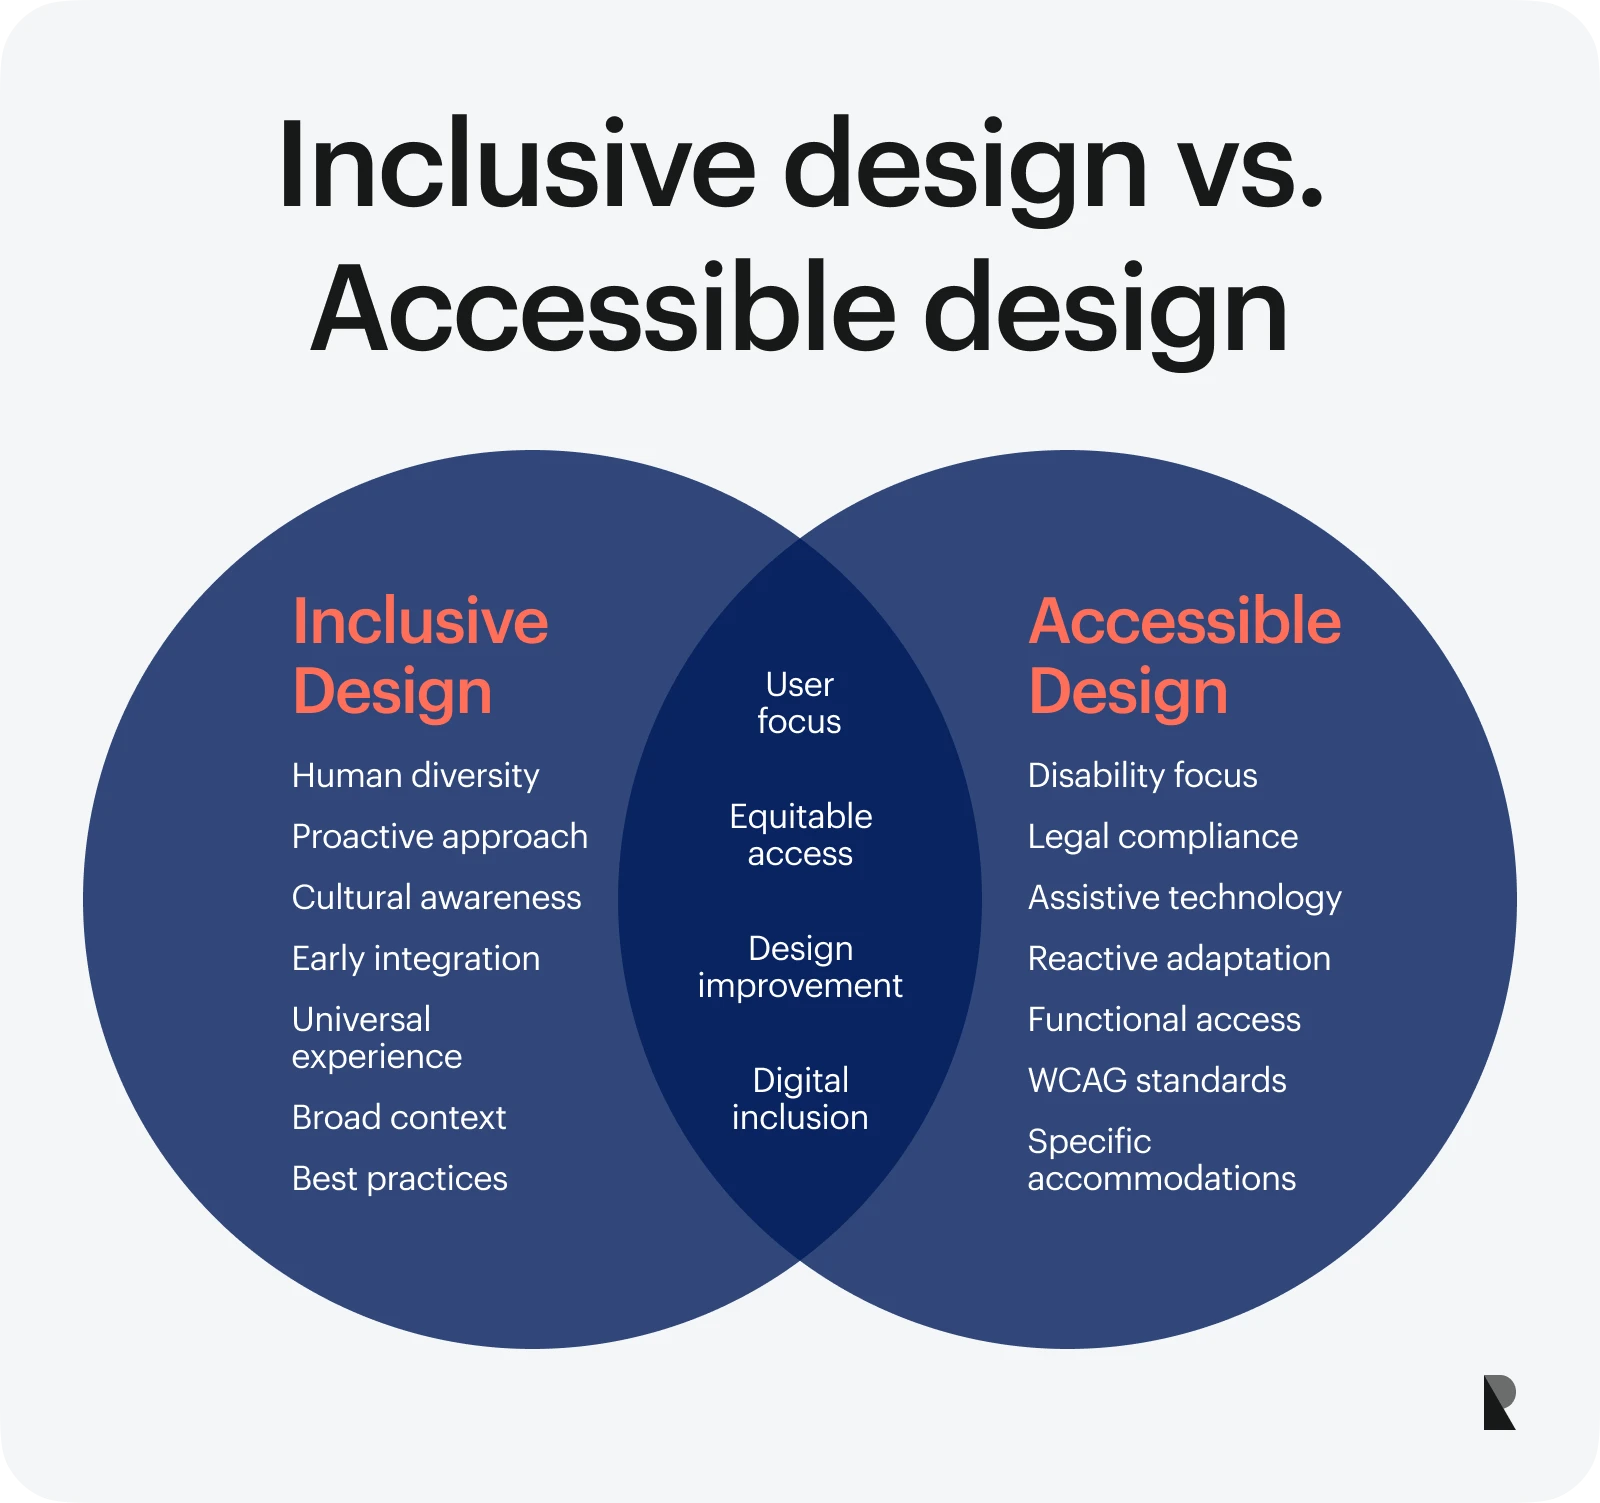 Inclusive design vs.
Accessible design
Inclusive
Design
Human diversity
Proactive approach
Cultural awareness
Early integration
Universal
experience
Broad context
Best practices
User
focus
Equitable
access
Design
improvement
Digital
inclusion
Accessible
Design
Disability focus
Legal compliance
Assistive technology
Reactive adaptation
Functional access
WCAG standards
Specific
accommodations